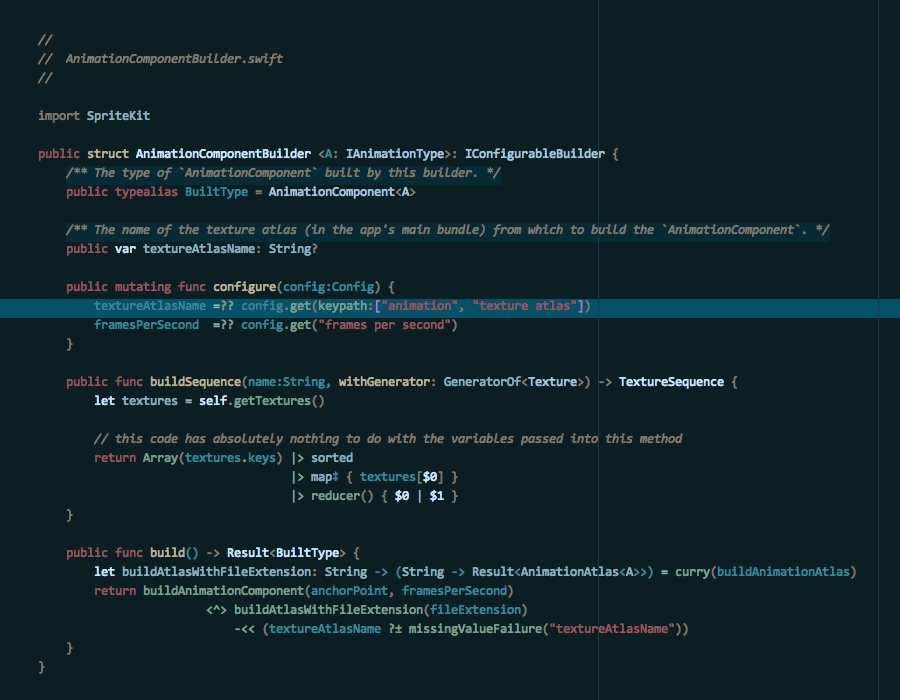 //
//  AnimationComponentBuilder.swift
//
import SpriteKit
public struct AnimationComponentBuilder <A: IAnimationType>: IConfigurableBuilder {
    /** The type of `AnimationComponent` built by this builder. */
    public typealias BuiltType = AnimationComponent<A>
    /** The name of the texture atlas (in the app's main bundle) from which to build the `AnimationComponent`. */
    public var textureAtlasName: String?
    public mutating func configure(config:Config) {
        textureAtlasName =?? config.get(keypath:["animation", "texture atlas"])
        framesPerSecond  =?? config.get("frames per second")
    }
    public func buildSequence(name:String, withGenerator: GeneratorOf<Texture>) -> TextureSequence {
        let textures = self.getTextures()
        // this code has absolutely nothing to do with the variables passed into this method
        return Array(textures.keys) |> sorted
                                    |> map‡ { textures[$0] }
                                    |> reducer() { $0 | $1 }
    }
    public func build() -> Result<BuiltType> {
        let buildAtlasWithFileExtension: String -> (String -> Result<AnimationAtlas<A>>) = curry(buildAnimationAtlas)
        return buildAnimationComponent(anchorPoint, framesPerSecond)
                        <^> buildAtlasWithFileExtension(fileExtension)
                            -<< (textureAtlasName ?± missingValueFailure("textureAtlasName"))
    }
}